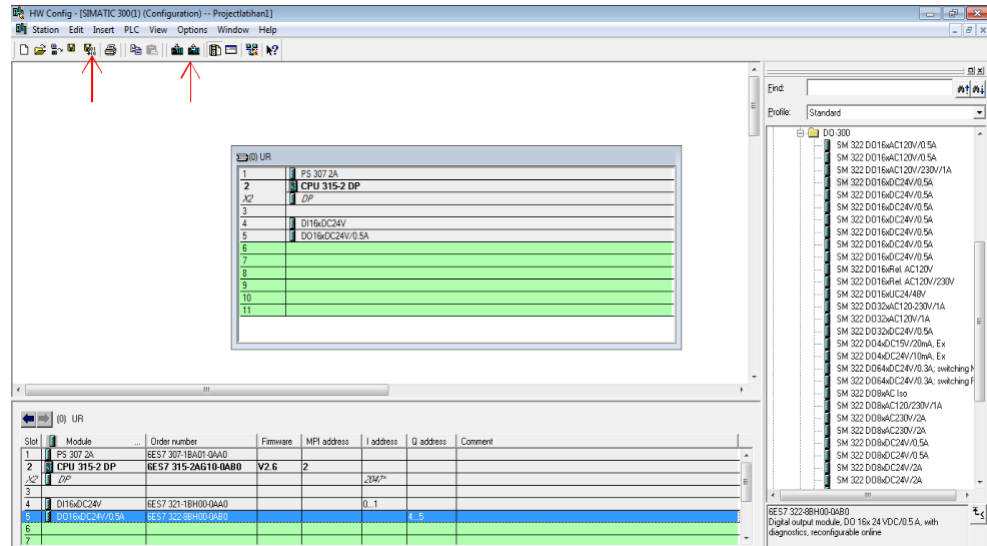 HW Config - [SIMATIC 300(1) (Configuration) -- Projectlatihan1]
Station Edit Insert PLC View Options Window Help
Find:
Profile: Standard
DO-300
SM 322 DO16xAC120V/0.5A
SM 322 DO16xAC120V/0.5A
SM 322 DO16xAC120V/230V/1A
SM 322 DO16xDC24V/0,5A
SM 322 DO16xDC24V/0,5A
SM 322 DO16xDC24V/0.5A
SM 322 DO16xDC24V/0.5A
SM 322 DO16xDC24V/0.5A
SM 322 DO16xDC24V/0.5A
SM 322 DO16xDC24V/0.5A
SM 322 DO16xRel. AC120V
SM 322 DO16xRel. AC120V/230V
SM 322 DO16xUC24/48V
SM 322 DO32xAC120-230V/1A
SM 322 DO32xAC120V/1A
SM 322 DO32xDC24V/0.5A
SM 322 DO4xDC15V/20mA, Ex
SM 322 DO4xDC24V/10mA, Ex
SM 322 DO64xDC24V/0.3A; switching
SM 322 DO64xDC24V/0.3A; switching
SM 322 DO8xAC Iso
SM 322 DO8xAC120/230V/1A
SM 322 DO8xAC230V/2A
SM 322 DO8xAC230V/2A
SM 322 DO8xDC24V/0,5A
SM 322 DO8xDC24V/0.5A
SM 322 DO8xDC24V/2A
SM 322 DO8xDC24V/2A
6ES7 322-8BH00-0AB0
Digital output module, DO 16x 24 VDC/0.5 A, with
diagnostics, reconfigurable online
(0) UR
1 PS 307 2A
2 CPU 315-2 DP
X2 DP
3
4 DI16xDC24V
5 DO16xDC24V/0.5A
6
7
8
9
10
11
(0) UR
Slot Module ... Order number Firmware MPI address I address Q address Comment
1 PS 307 2A 6ES7 307-1BA01-0AA0
2 CPU 315-2 DP 6ES7 315-2AG10-0AB0 V2.6 2
X2 DP 2047*
3
4 DI16xDC24V 6ES7 321-1BH00-0AA0 0...1
5 DO16xDC24V/0.5A 6ES7 322-8BH00-0AB0 4...5
6
7